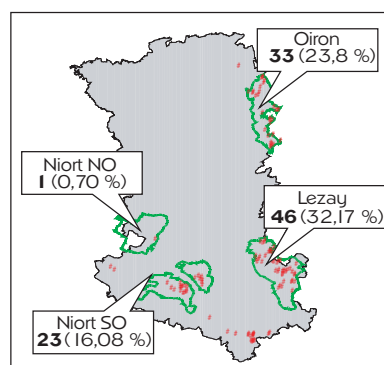 Oiron
33 (23,8 %)
Niort NO
1 (0,70 %)
Lezay
46 (32,17 %)
Niort SO
23 (16,08 %)